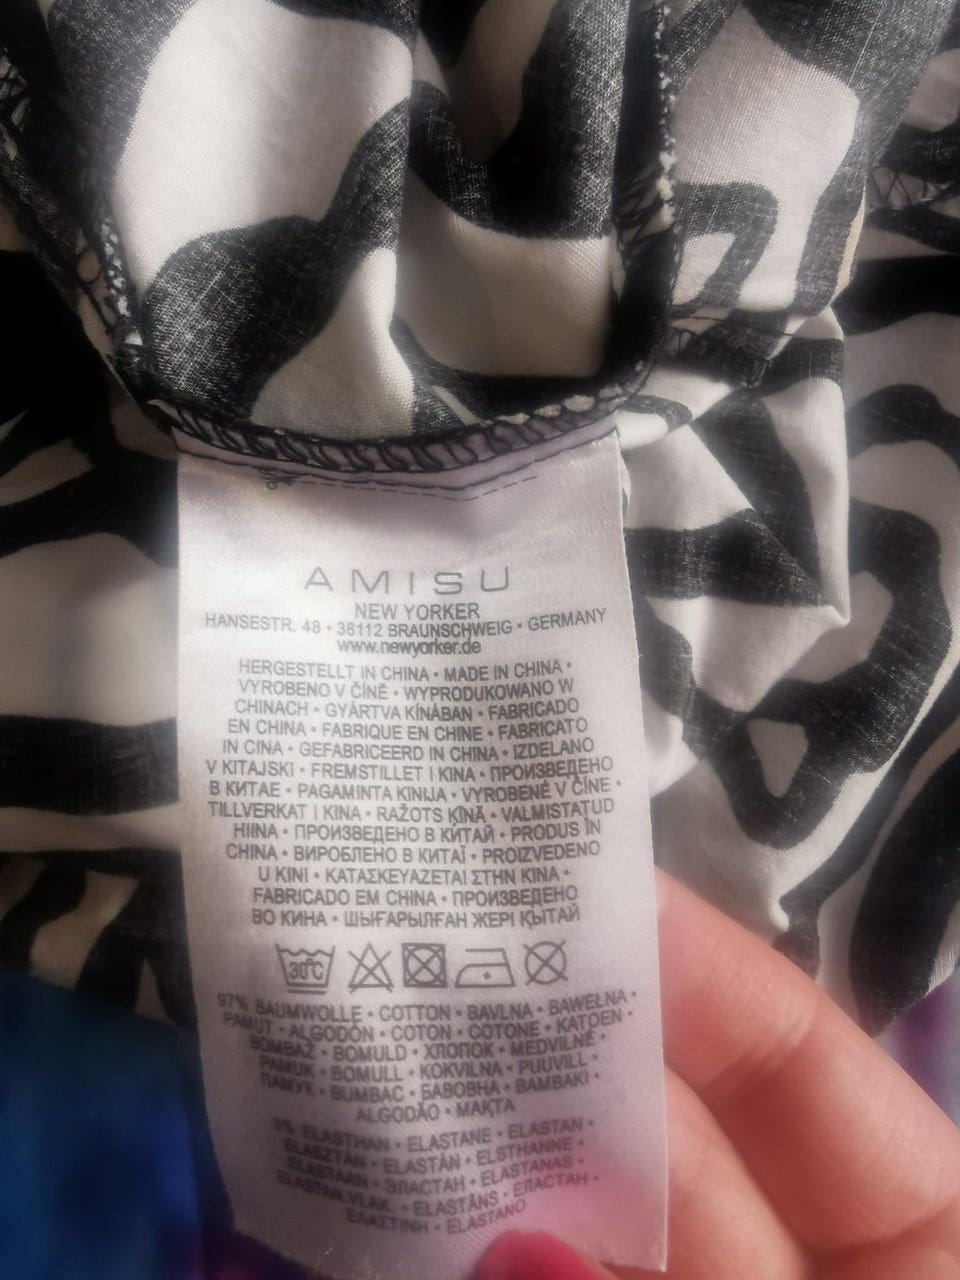 AMISU
NEW YORKER
HANSESTR. 48 • 38112 BRAUNSCHWEIG • GERMANY
www.newyorker.de
HERGESTELLT IN CHINA • MADE IN CHINA •
VYROBENO V ČÍNĚ • WYPRODUKOWANO W
CHINACH • GYÁRTVA KÍNÁBAN • FABRICADO
EN CHINA • FABRIQUE EN CHINE • FABRICATO
IN CINA • GEFABRICEERD IN CHINA • IZDELANO
V KITAJSKI • FREMSTILLET I KINA • ПРОИЗВЕДЕНО
В КИТАЕ • PAGAMINTA KINIJA • VYROBENÉ V ČÍNE •
TILLVERKAT I KINA • RAŽOTS ĶĪNĀ • VALMISTATUD
HIINA • ПРОИЗВЕДЕНО В КИТАЙ • PRODUS ÎN
CHINA • ВИРОБЛЕНО В КИТАЇ • PROIZVEDENO
U KINI • ΚΑΤΑΣΚΕΥΑΖΕΤΑΙ ΣΤΗΝ ΚΙΝΑ •
FABRICADO EM CHINA • ПРОИЗВЕДЕНО
ВО КИНА • ШЫҒАРЫЛҒАН ЖЕРІ ҚЫТАЙ
30°C
97% BAUMWOLLE • COTTON • BAVLNA • BAWEŁNA •
PAMUT • ALGODÓN • COTON • COTONE • KATOEN •
BOMBAŽ • BOMULD • ХЛОПОК • MEDVILNĖ •
PAMUK • BOMULL • KOKVILNA • PUUVILL •
ПАМУК • BUMBAC • БАВОВНА • ΒΑΜΒΑΚΙ •
ALGODÃO • МАҚТА
3% ELASTHAN • ELASTANE • ELASTAN •
ELASZTÁN • ELASTÁN • ELSTHANNE •
ELASTAAN • ЭЛАСТАН • ELASTANAS •
ELASTAN.VLAK. • ELASTĀNS • ЕЛАСТАН •
ΕΛΑΣΤΙΝΗ • ELASTANO